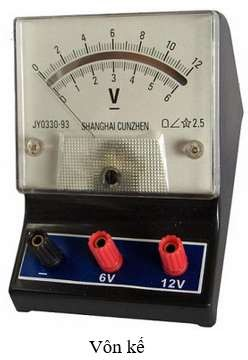 0 2 4 6 8 10 12
0 1 2 3 4 5 6
V
JY0330-93 SHANGHAI CUNZHEN 2.5
- 6V 12V
Vôn kế